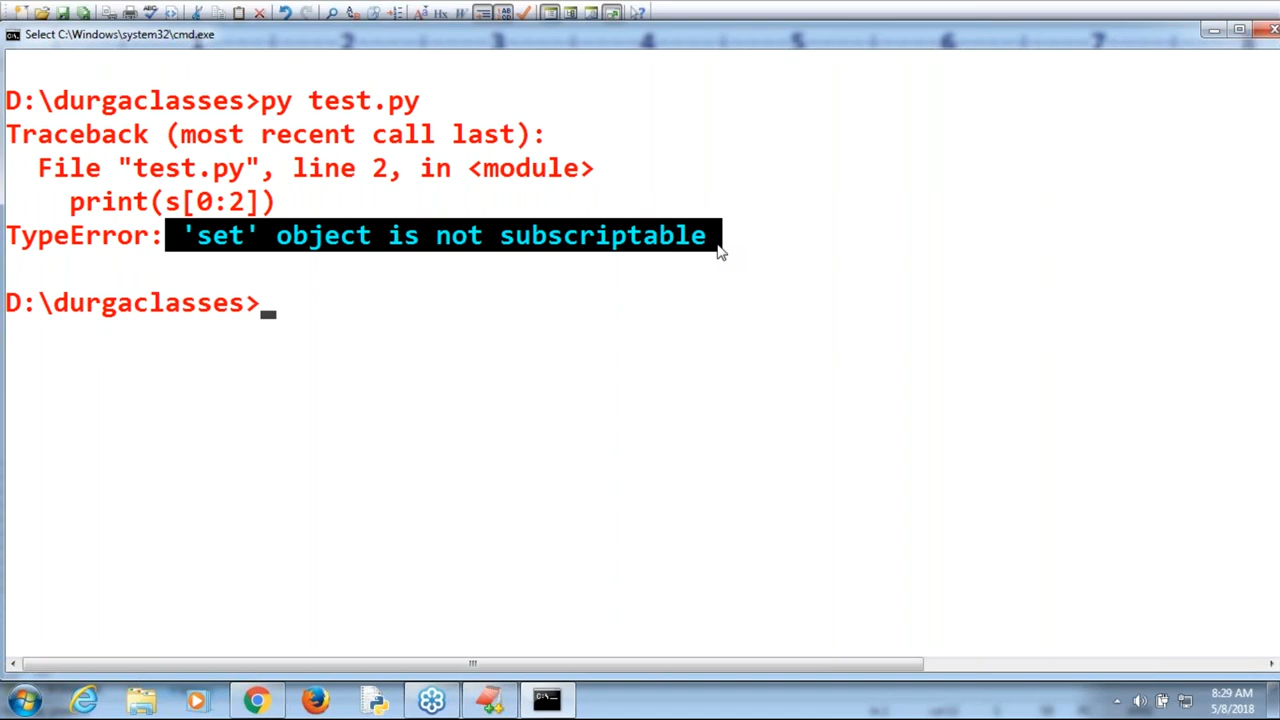 Select C:\Windows\system32\cmd.exe
D:\durgaclasses>py test.py
Traceback (most recent call last):
File "test.py", line 2, in <module>
print(s[0:2])
TypeError: 'set' object is not subscriptable
D:\durgaclasses>
8:29 AM
5/8/2018